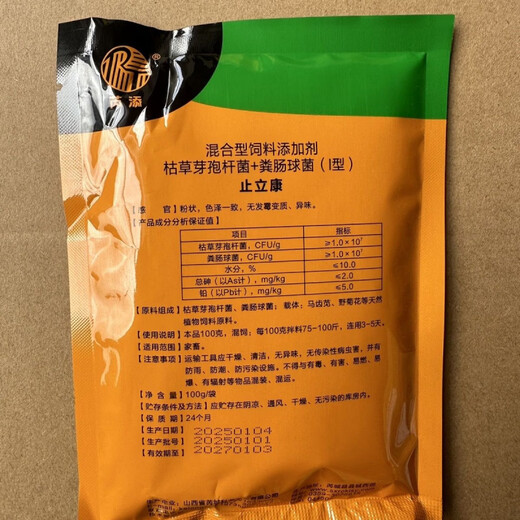 ®
添
混合型饲料添加剂
枯草芽孢杆菌+粪肠球菌（I型）
止立康
【感 官】粉状，色泽一致，无发霉变质、异味。
【产品成分分析保证值】
项目 指标
枯草芽孢杆菌，CFU/g ≥1.0×10⁷
粪肠球菌，CFU/g ≥1.0×10⁷
水分，% ≤10.0
总砷（以As计），mg/kg ≤2.0
铅（以Pb计），mg/kg ≤5.0
【原料组成】枯草芽孢杆菌、粪肠球菌；载体：马齿苋、野菊花等天然
植物饲料原料。
【使用说明】本品100克，混饲；每100克拌料75-100斤，连用3-5天。
【适用范围】家畜。
【注意事项】运输工具应干燥、清洁，无异味，无传染性病虫害，并有
防雨、防潮、防污染设施。不得与有毒、有害、易燃、易
爆、有辐射等物品混装、混运。
【净 含 量】100g/袋
【贮存条件及方法】应贮存在阴凉、通风、干燥、无污染的库房内。
【保 质 期】24个月
【生产日期】20250104
【生产批号】20250101
【有效期至】20270103